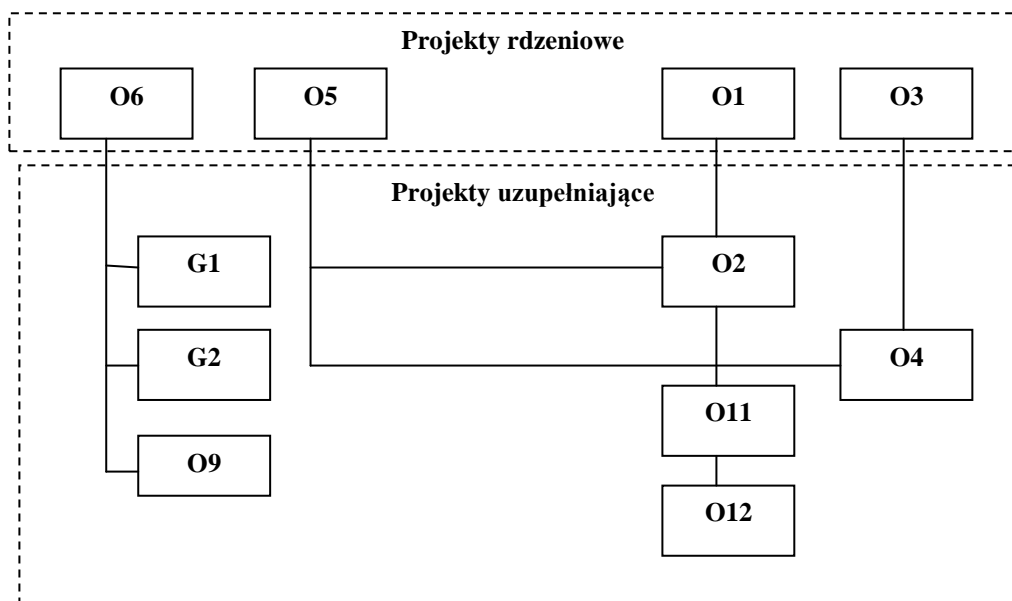 Projekty rdzeniowe
O6
O5
O1
O3
Projekty uzupełniające
G1
O2
G2
O4
O11
O9
O12